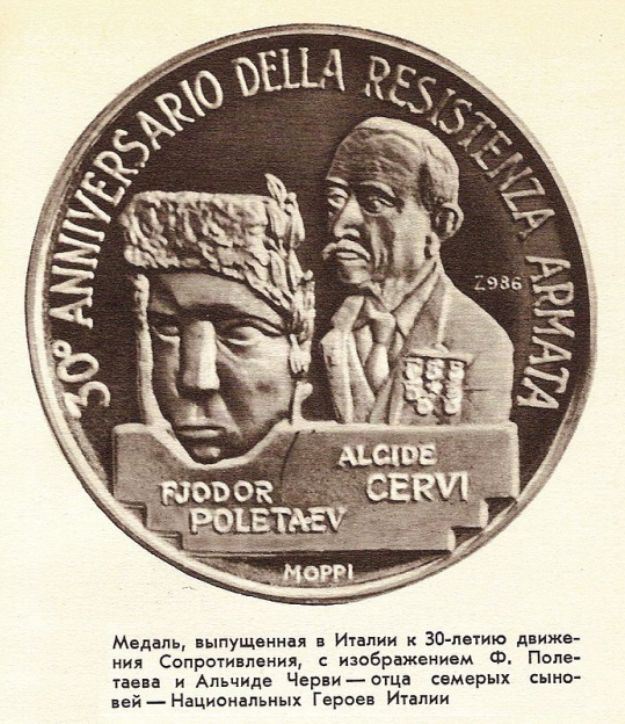 30° ANNIVERSARIO DELLA RESISTENZA ARMATA
Z986
ALCIDE
CERVI
FJODOR
POLETAEV
MOPPI
Медаль, выпущенная в Италии к 30-летию движе-
ния Сопротивления, с изображением Ф. Поле-
таева и Альчиде Черви — отца семерых сыно-
вей — Национальных Героев Италии